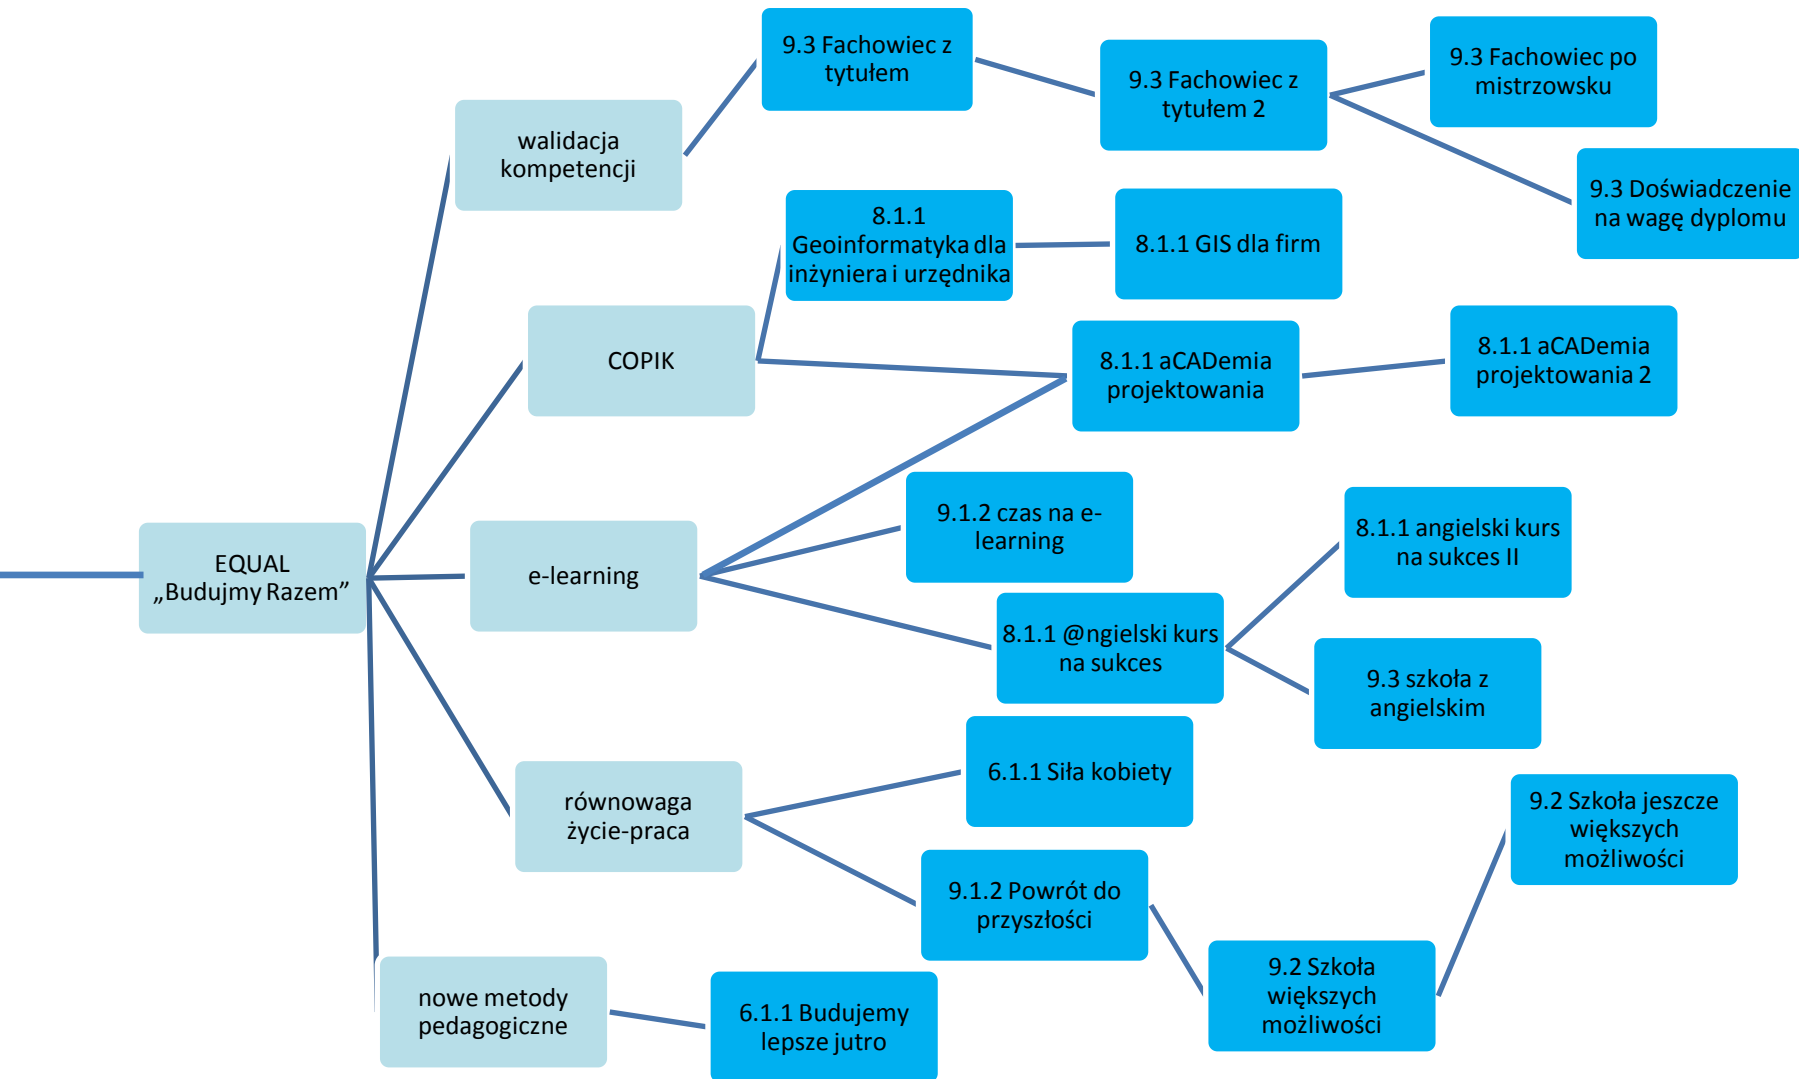 9.3 Fachowiec z
tytułem
9.3 Fachowiec z
tytułem 2
9.3 Fachowiec po
mistrzowsku
9.3 Doświadczenie
na wagę dyplomu
walidacja
kompetencji
8.1.1
Geoinformatyka dla
inżyniera i urzędnika
8.1.1 GIS dla firm
COPIK
8.1.1 aCADemia
projektowania
8.1.1 aCADemia
projektowania 2
9.1.2 czas na e-
learning
8.1.1 angielski kurs
na sukces II
EQUAL
„Budujmy Razem”
e-learning
8.1.1 @ngielski kurs
na sukces
9.3 szkoła z
angielskim
6.1.1 Siła kobiety
równowaga
życie-praca
9.2 Szkoła jeszcze
większych
możliwości
9.1.2 Powrót do
przyszłości
9.2 Szkoła
większych
możliwości
nowe metody
pedagogiczne
6.1.1 Budujemy
lepsze jutro